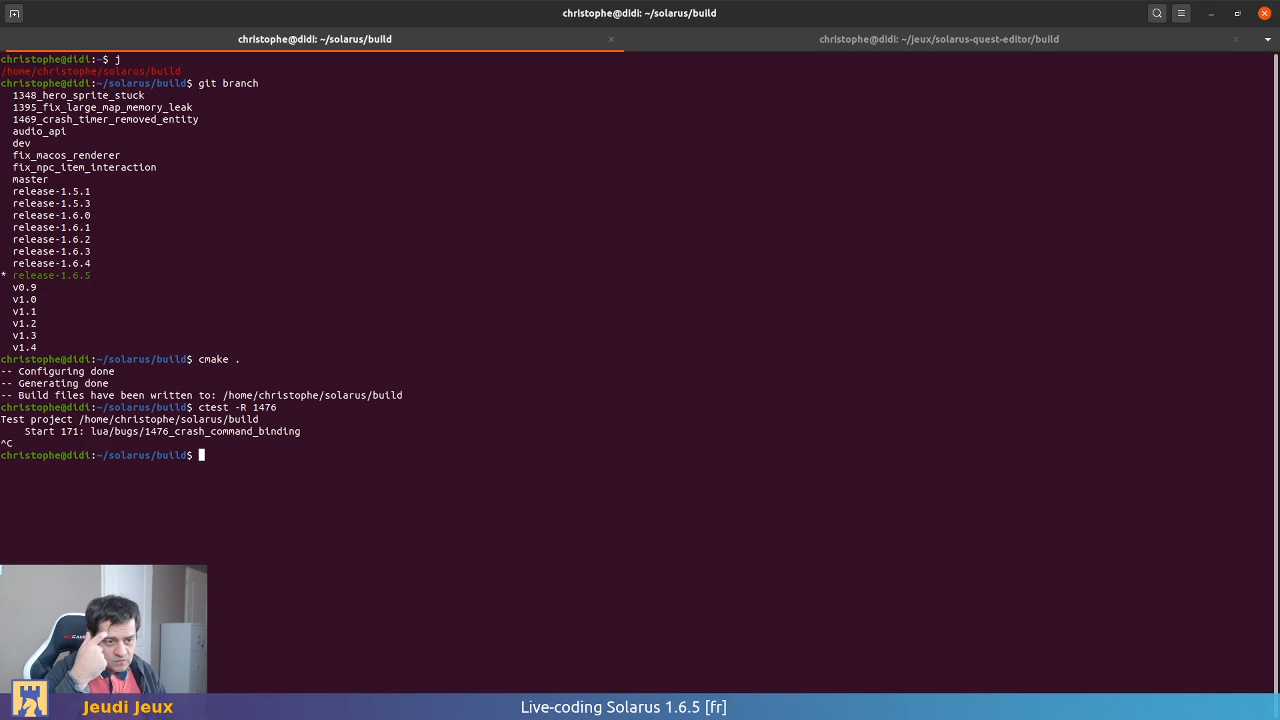 christophe@didi: ~/solarus/build
christophe@didi: ~/solarus/build
christophe@didi: ~/jeux/solarus-quest-editor/build
christophe@didi:~$ j
/home/christophe/solarus/build
christophe@didi:~/solarus/build$ git branch
1348_hero_sprite_stuck
1395_fix_large_map_memory_leak
1469_crash_timer_removed_entity
audio_api
dev
fix_macos_renderer
fix_npc_item_interaction
master
release-1.5.1
release-1.5.3
release-1.6.0
release-1.6.1
release-1.6.2
release-1.6.3
release-1.6.4
* release-1.6.5
v0.9
v1.0
v1.1
v1.2
v1.3
v1.4
christophe@didi:~/solarus/build$ cmake .
-- Configuring done
-- Generating done
-- Build files have been written to: /home/christophe/solarus/build
christophe@didi:~/solarus/build$ ctest -R 1476
Test project /home/christophe/solarus/build
Start 171: lua/bugs/1476_crash_command_binding
^C
christophe@didi:~/solarus/build$
Jeudi Jeux
Live-coding Solarus 1.6.5 [fr]